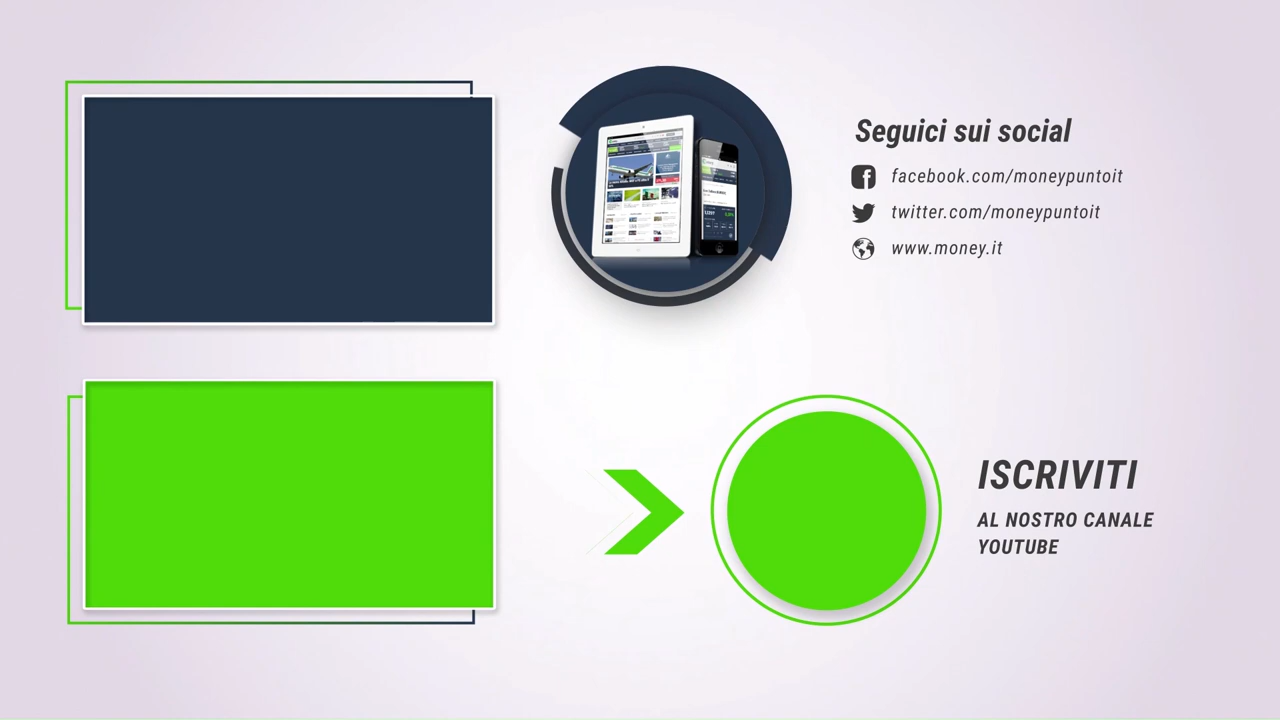 Seguici sui social
facebook.com/moneypuntoit
twitter.com/moneypuntoit
www.money.it
ISCRIVITI
AL NOSTRO CANALE
YOUTUBE